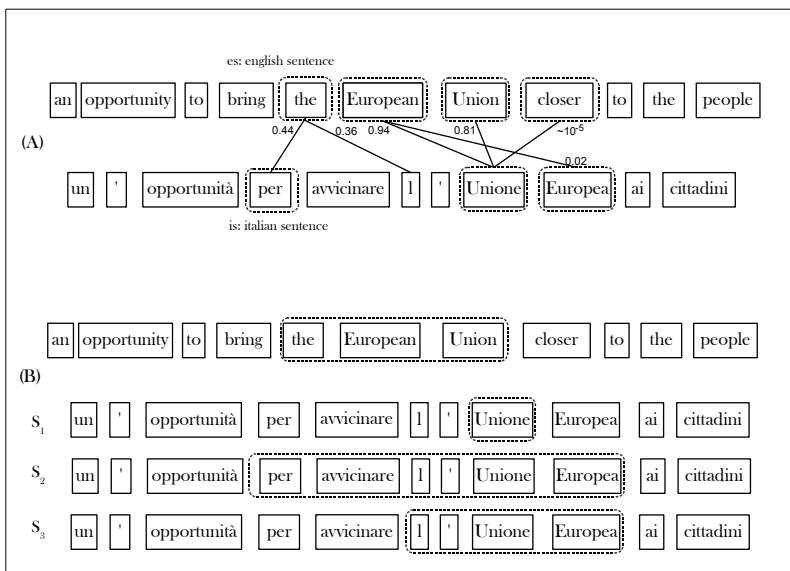 es: english sentence
an opportunity to bring the European Union closer to the people
0.44 0.36 0.94 0.81 ~10-5
0.02
(A)
un ' opportunità per avvicinare l ' Unione Europea ai cittadini
is: italian sentence
an opportunity to bring the European Union closer to the people
(B)
S1 un ' opportunità per avvicinare l ' Unione Europea ai cittadini
S2 un ' opportunità per avvicinare l ' Unione Europea ai cittadini
S3 un ' opportunità per avvicinare l ' Unione Europea ai cittadini